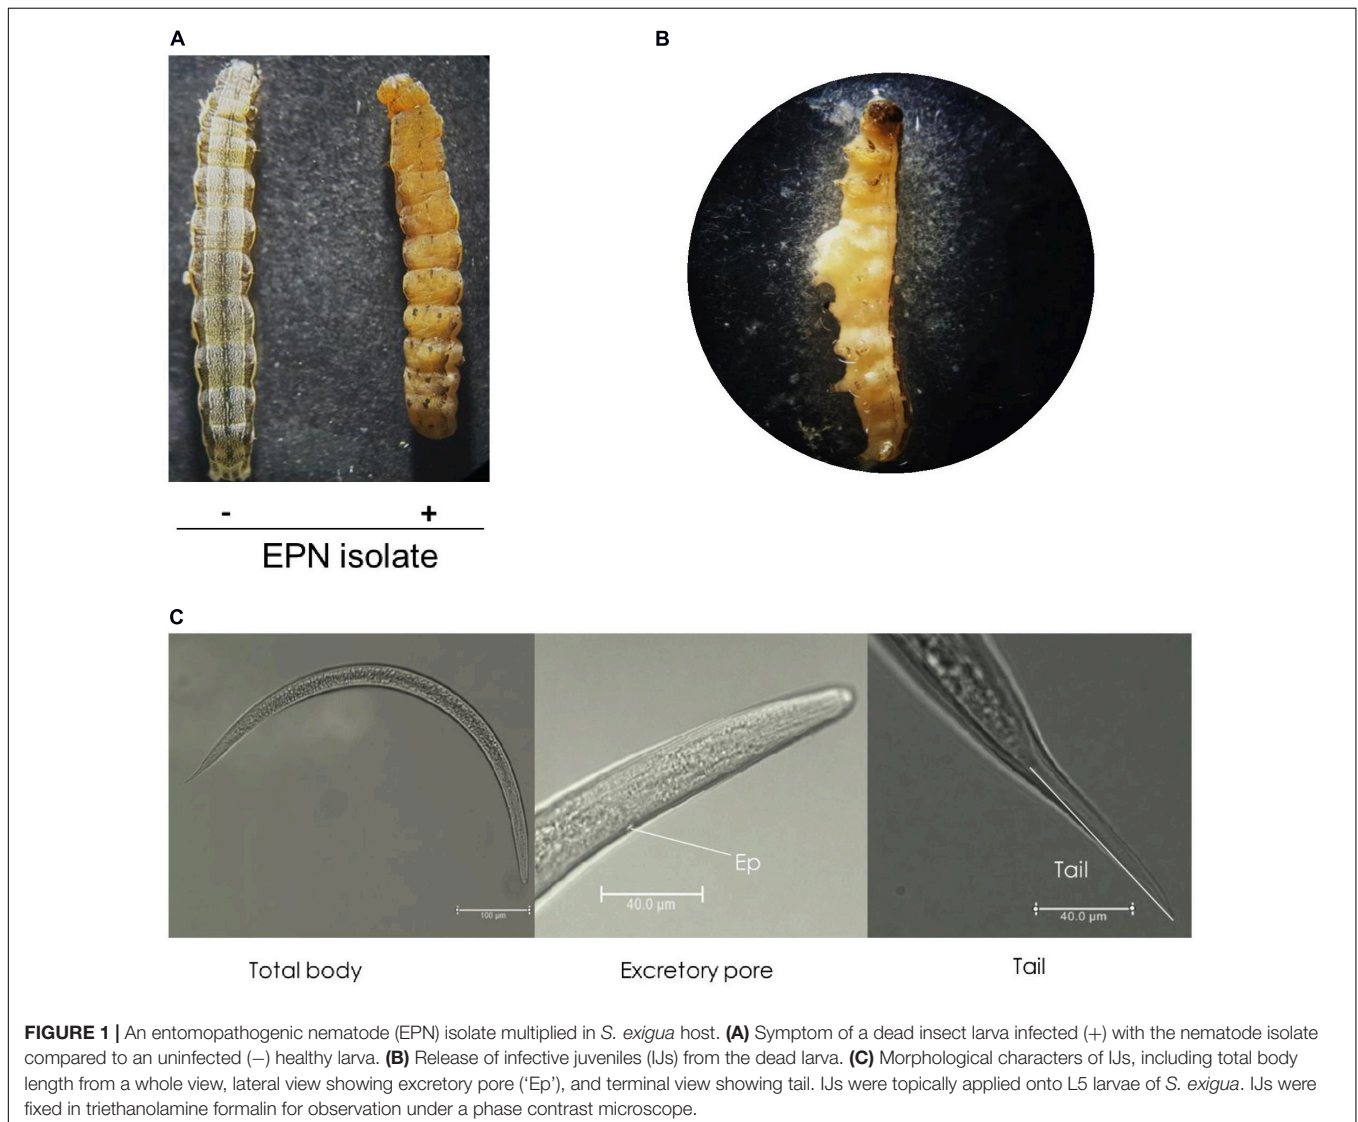 A
B
- +
EPN isolate
C
Ep
Tail
100 µm
40.0 µm
40.0 µm
Total body
Excretory pore
Tail
FIGURE 1 | An entomopathogenic nematode (EPN) isolate multiplied in S. exigua host. (A) Symptom of a dead insect larva infected (+) with the nematode isolate
compared to an uninfected (−) healthy larva. (B) Release of infective juveniles (IJs) from the dead larva. (C) Morphological characters of IJs, including total body
length from a whole view, lateral view showing excretory pore (‘Ep’), and terminal view showing tail. IJs were topically applied onto L5 larvae of S. exigua. IJs were
fixed in triethanolamine formalin for observation under a phase contrast microscope.